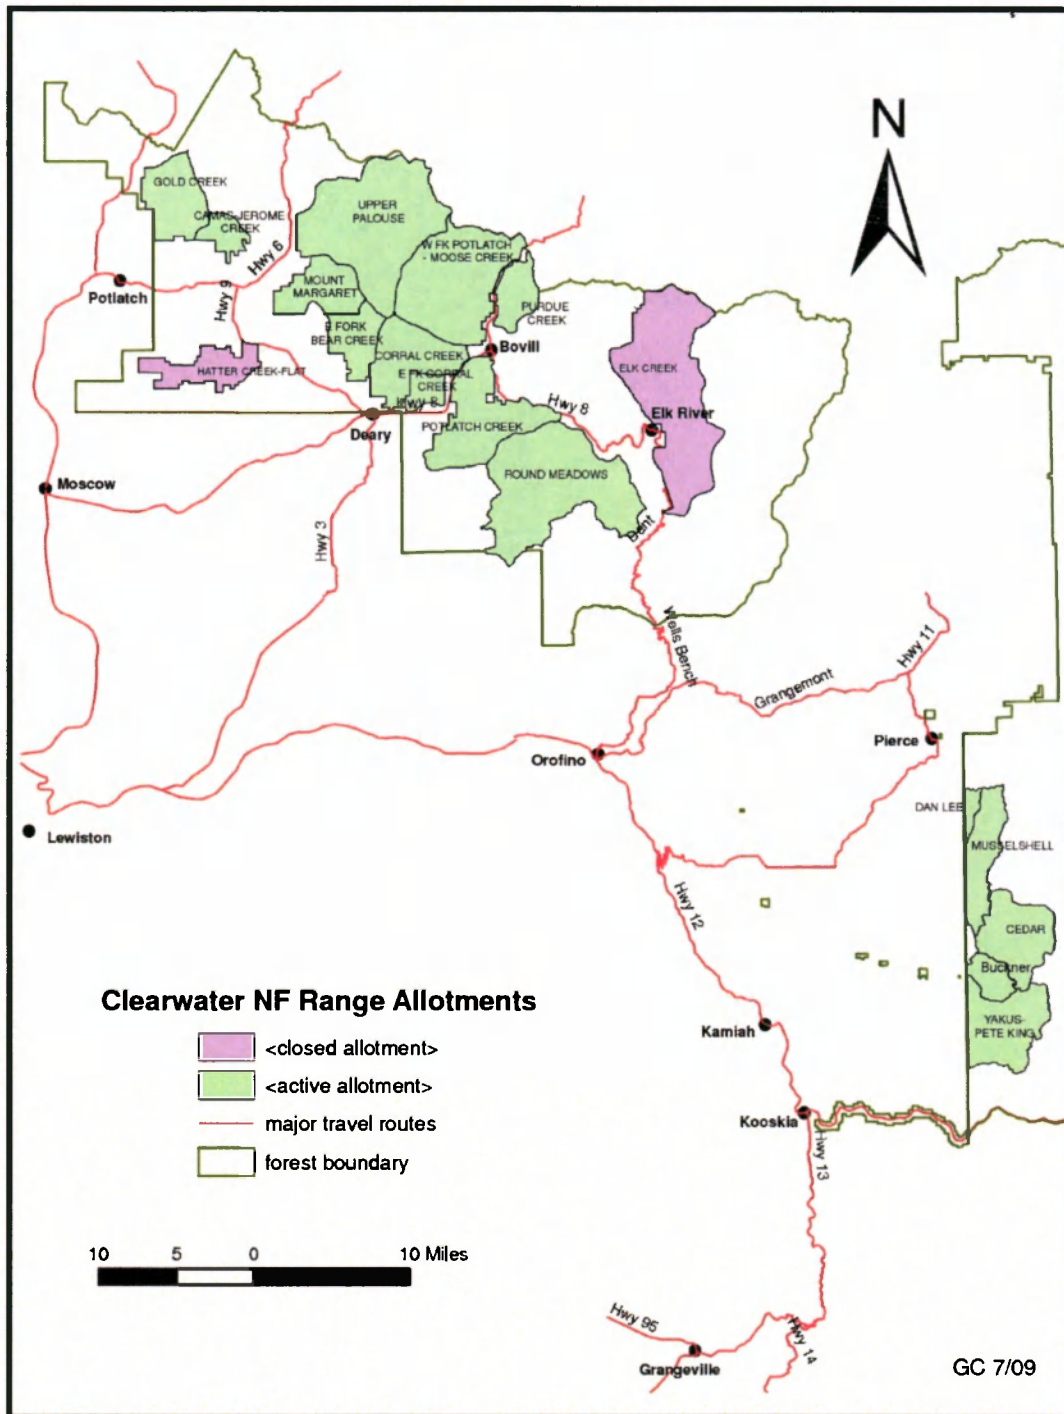 N
GOLD CREEK
CAMAS-JEROME
CREEK
UPPER
PALOUSE
W FK POTLATCH
- MOOSE CREEK
Hwy 6
MOUNT
MARGARET
PURDUE
CREEK
Potlatch
Hwy 9
E FORK
BEAR CREEK
Bovill
CORRAL CREEK
HATTER CREEK-FLAT
E FK CORRAL
CREEK
ELK CREEK
Hwy 8
Hwy 8
Elk River
Deary
POTLATCH CREEK
ROUND MEADOWS
Moscow
Hwy 3
Dent
Wells Bench
Hwy 11
Grangemont
Orofino
Pierce
Lewiston
DAN LEE
MUSSELSHELL
Hwy 12
CEDAR
Buckner
YAKUS-
PETE KING
Clearwater NF Range Allotments
<closed allotment>
<active allotment>
major travel routes
forest boundary
Kamiah
Kooskia
Hwy 13
10 5 0 10 Miles
Hwy 95
Hwy 14
Grangeville
GC 7/09